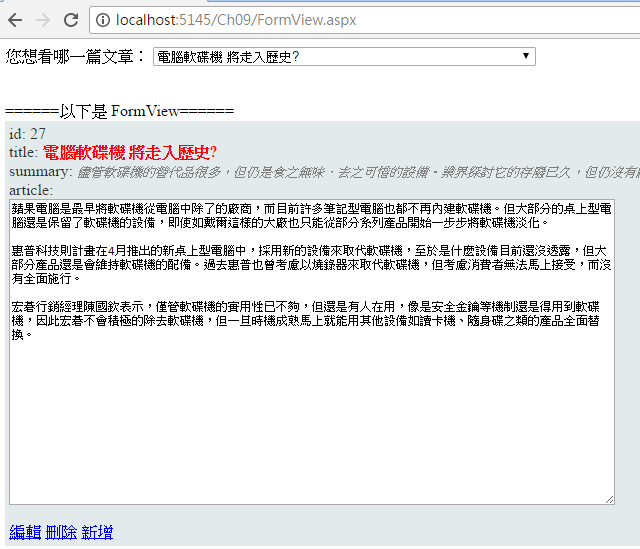 localhost:5145/Ch09/FormView.aspx
您想看哪一篇文章： 電腦軟碟機 將走入歷史?
======以下是 FormView======
id: 27
title: 電腦軟碟機 將走入歷史?
summary: 儘管軟碟機的替代品很多，但仍是食之無味、去之可惜的設備。業界探討它的存廢已久，但仍沒有
article:
蘋果電腦是最早將軟碟機從電腦中除了的廠商，而目前許多筆記型電腦也都不再內建軟碟機。但大部分的桌上型電
腦還是保留了軟碟機的設備，即使如戴爾這樣的大廠也只能從部分系列產品開始一步步將軟碟機淡化。
惠普科技則計畫在4月推出的新桌上型電腦中，採用新的設備來取代軟碟機，至於是什麼設備目前還沒透露，但大
部分產品還是會維持軟碟機的配備。過去惠普也曾考慮以燒錄器來取代軟碟機，但考慮消費者無法馬上接受，而沒
有全面施行。
宏碁行銷經理陳國欽表示，僅管軟碟機的實用性已不夠，但還是有人在用，像是安全金鑰等機制還是得用到軟碟
機，因此宏碁不會積極的除去軟碟機，但一旦時機成熟馬上就能用其他設備如讀卡機、隨身碟之類的產品全面替
換。
編輯 刪除 新增